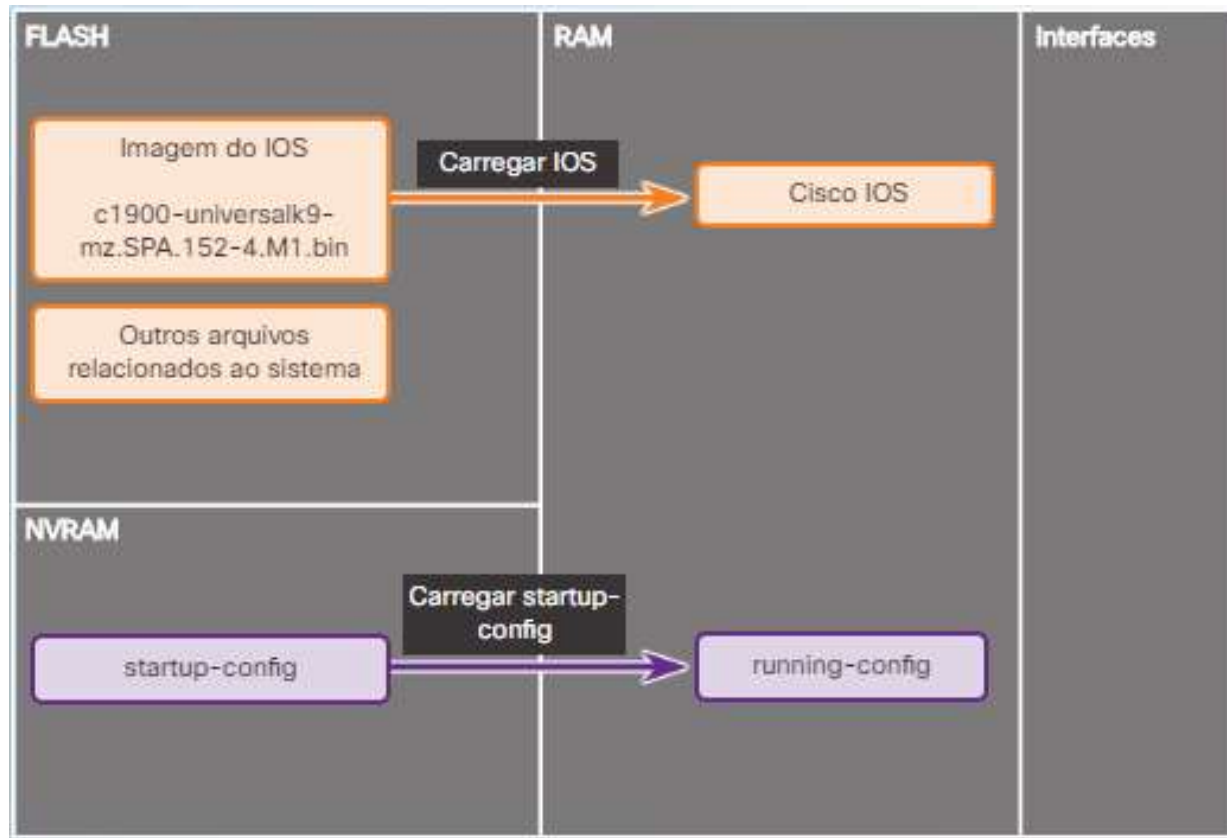 FLASH
RAM
Interfaces
Imagem do IOS
c1900-universalk9-
mz.SPA.152-4.M1.bin
Carregar IOS
Cisco IOS
Outros arquivos
relacionados ao sistema
NVRAM
startup-config
Carregar startup-
config
running-config